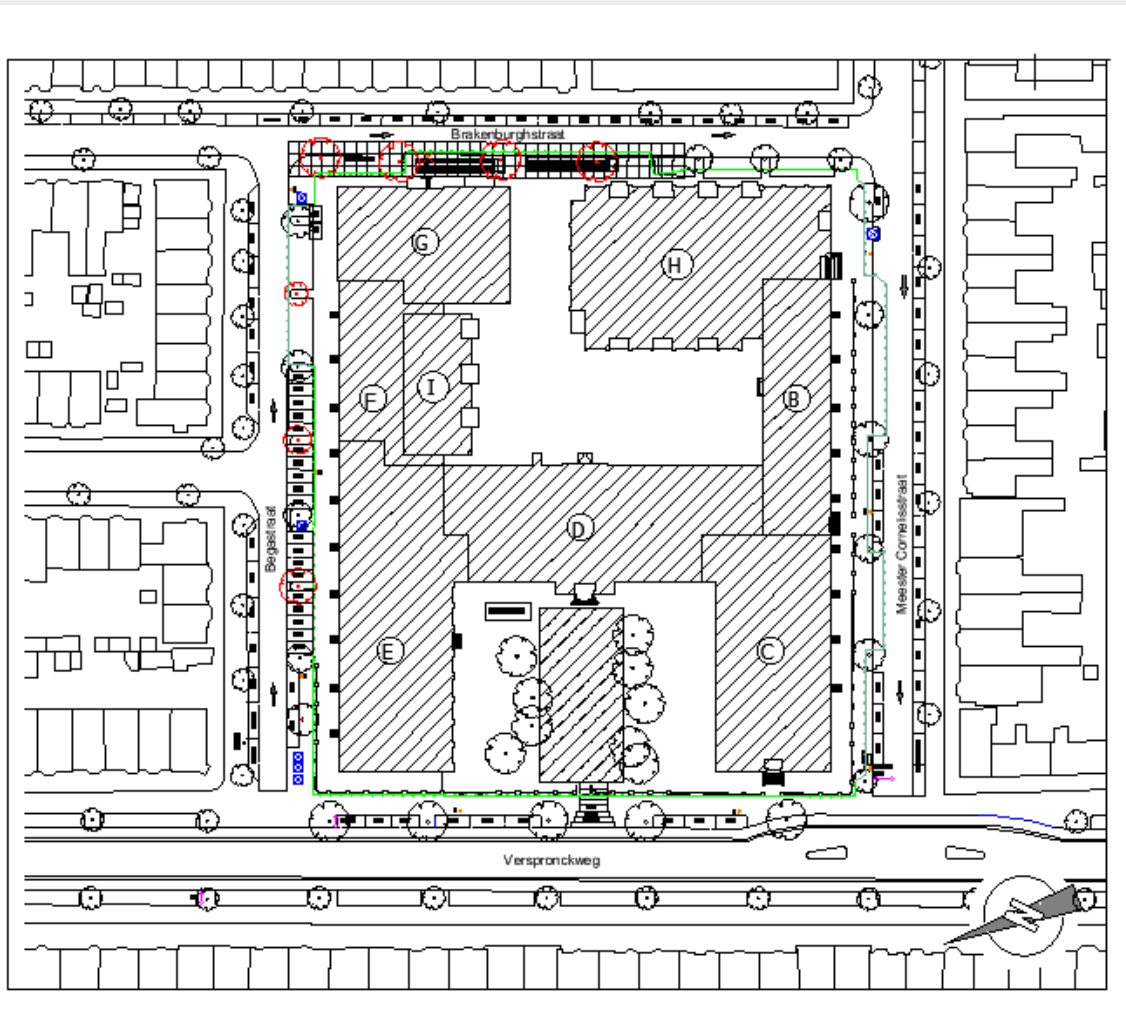 Brakenburghstraat
G
H
I
F
B
Begastraat
Meester Cornelisstraat
D
E
C
Verspronckweg
N